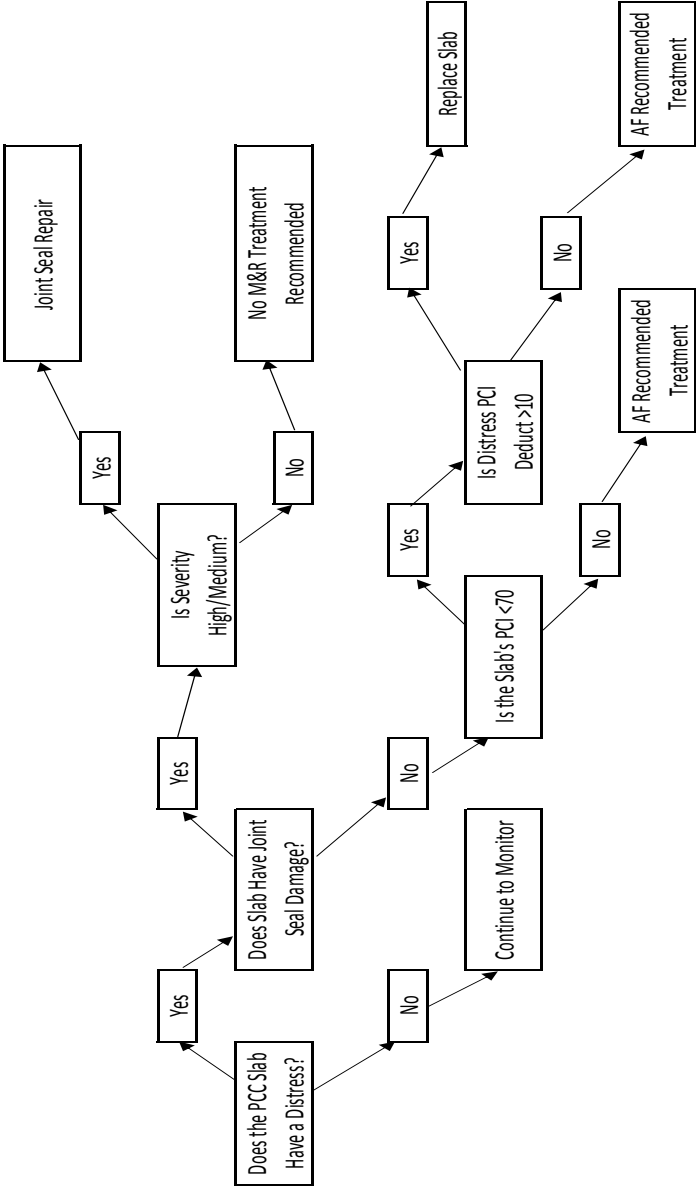 Does the PCC Slab
Have a Distress?
Yes
No
Does Slab Have Joint
Seal Damage?
Continue to Monitor
Yes
No
Is Severity
High/Medium?
Is the Slab's PCI <70
Yes
No
Yes
No
Joint Seal Repair
No M&R Treatment
Recommended
Is Distress PCI
Deduct >10
AF Recommended
Treatment
Yes
No
Replace Slab
AF Recommended
Treatment